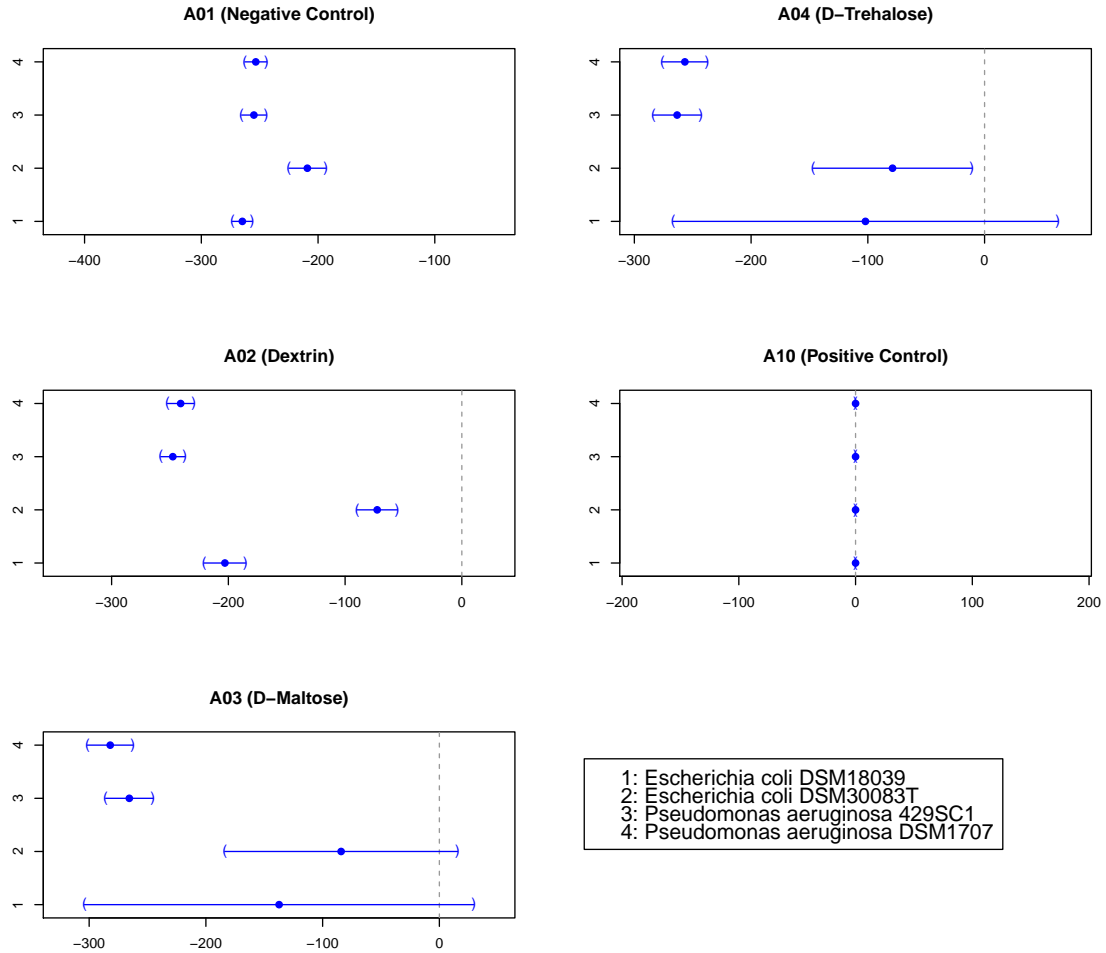 A01 (Negative Control)
4
3
2
1
−400 −300 −200 −100
A04 (D−Trehalose)
4
3
2
1
−300 −200 −100 0
A02 (Dextrin)
4
3
2
1
−300 −200 −100 0
A10 (Positive Control)
4
3
2
1
−200 −100 0 100 200
A03 (D−Maltose)
4
3
2
1
−300 −200 −100 0
1: Escherichia coli DSM18039
2: Escherichia coli DSM30083T
3: Pseudomonas aeruginosa 429SC1
4: Pseudomonas aeruginosa DSM1707